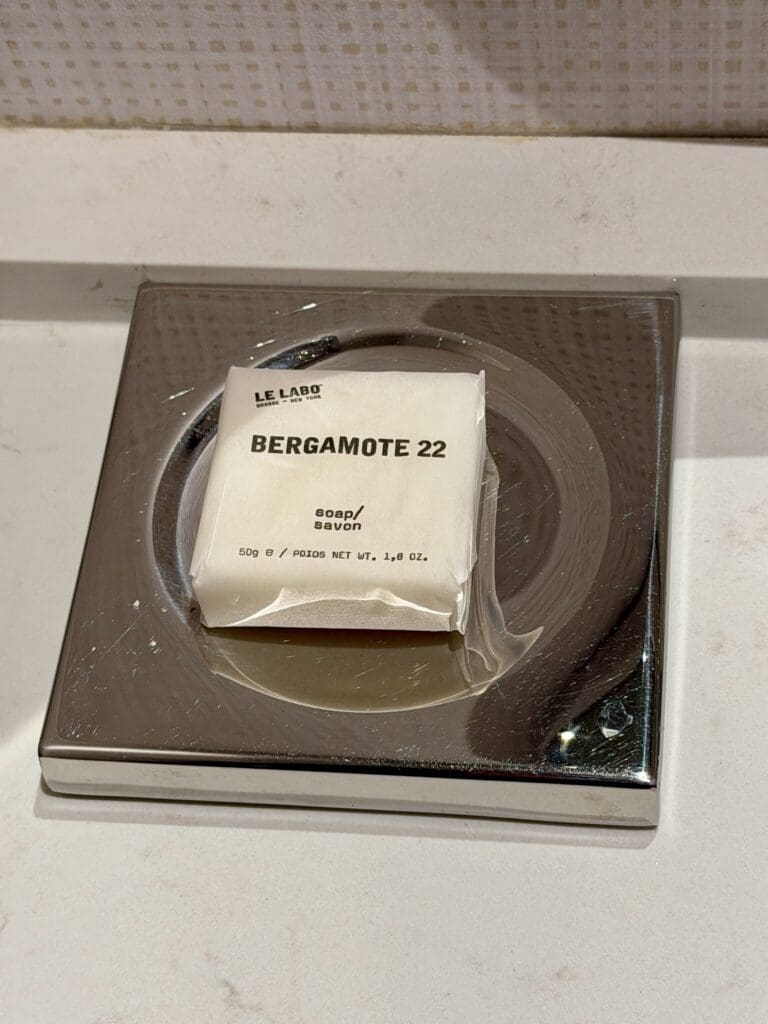 LE LABO
GRASSE — NEW YORK
BERGAMOTE 22
soap/
savon
50g ℮ / POIDS NET WT. 1,8 OZ.